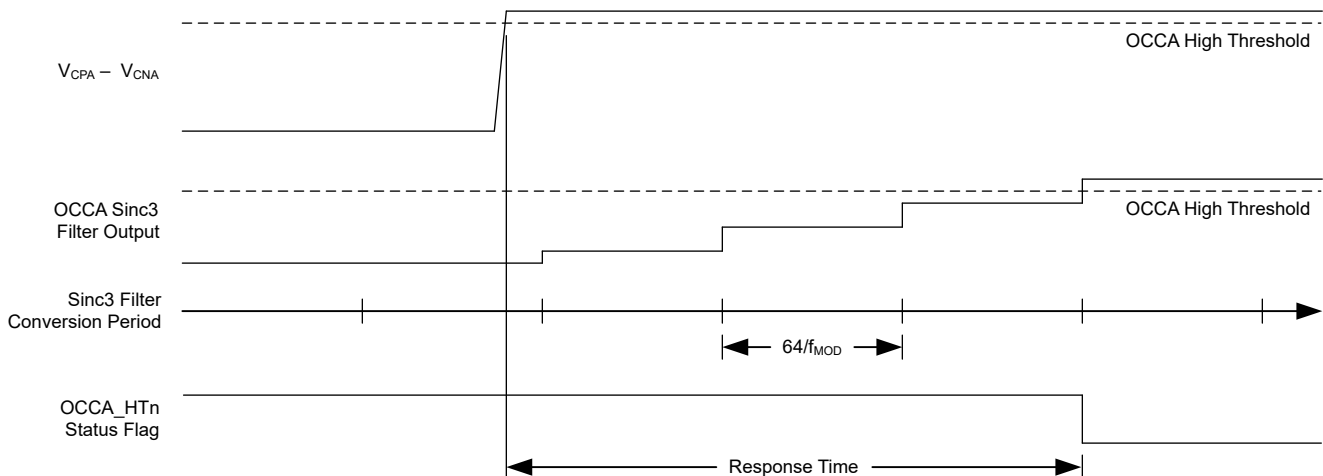 OCCA High Threshold
V_CPA – V_CNA
OCCA Sinc3
Filter Output
OCCA High Threshold
Sinc3 Filter
Conversion Period
64/f_MOD
OCCA_HTn
Status Flag
Response Time